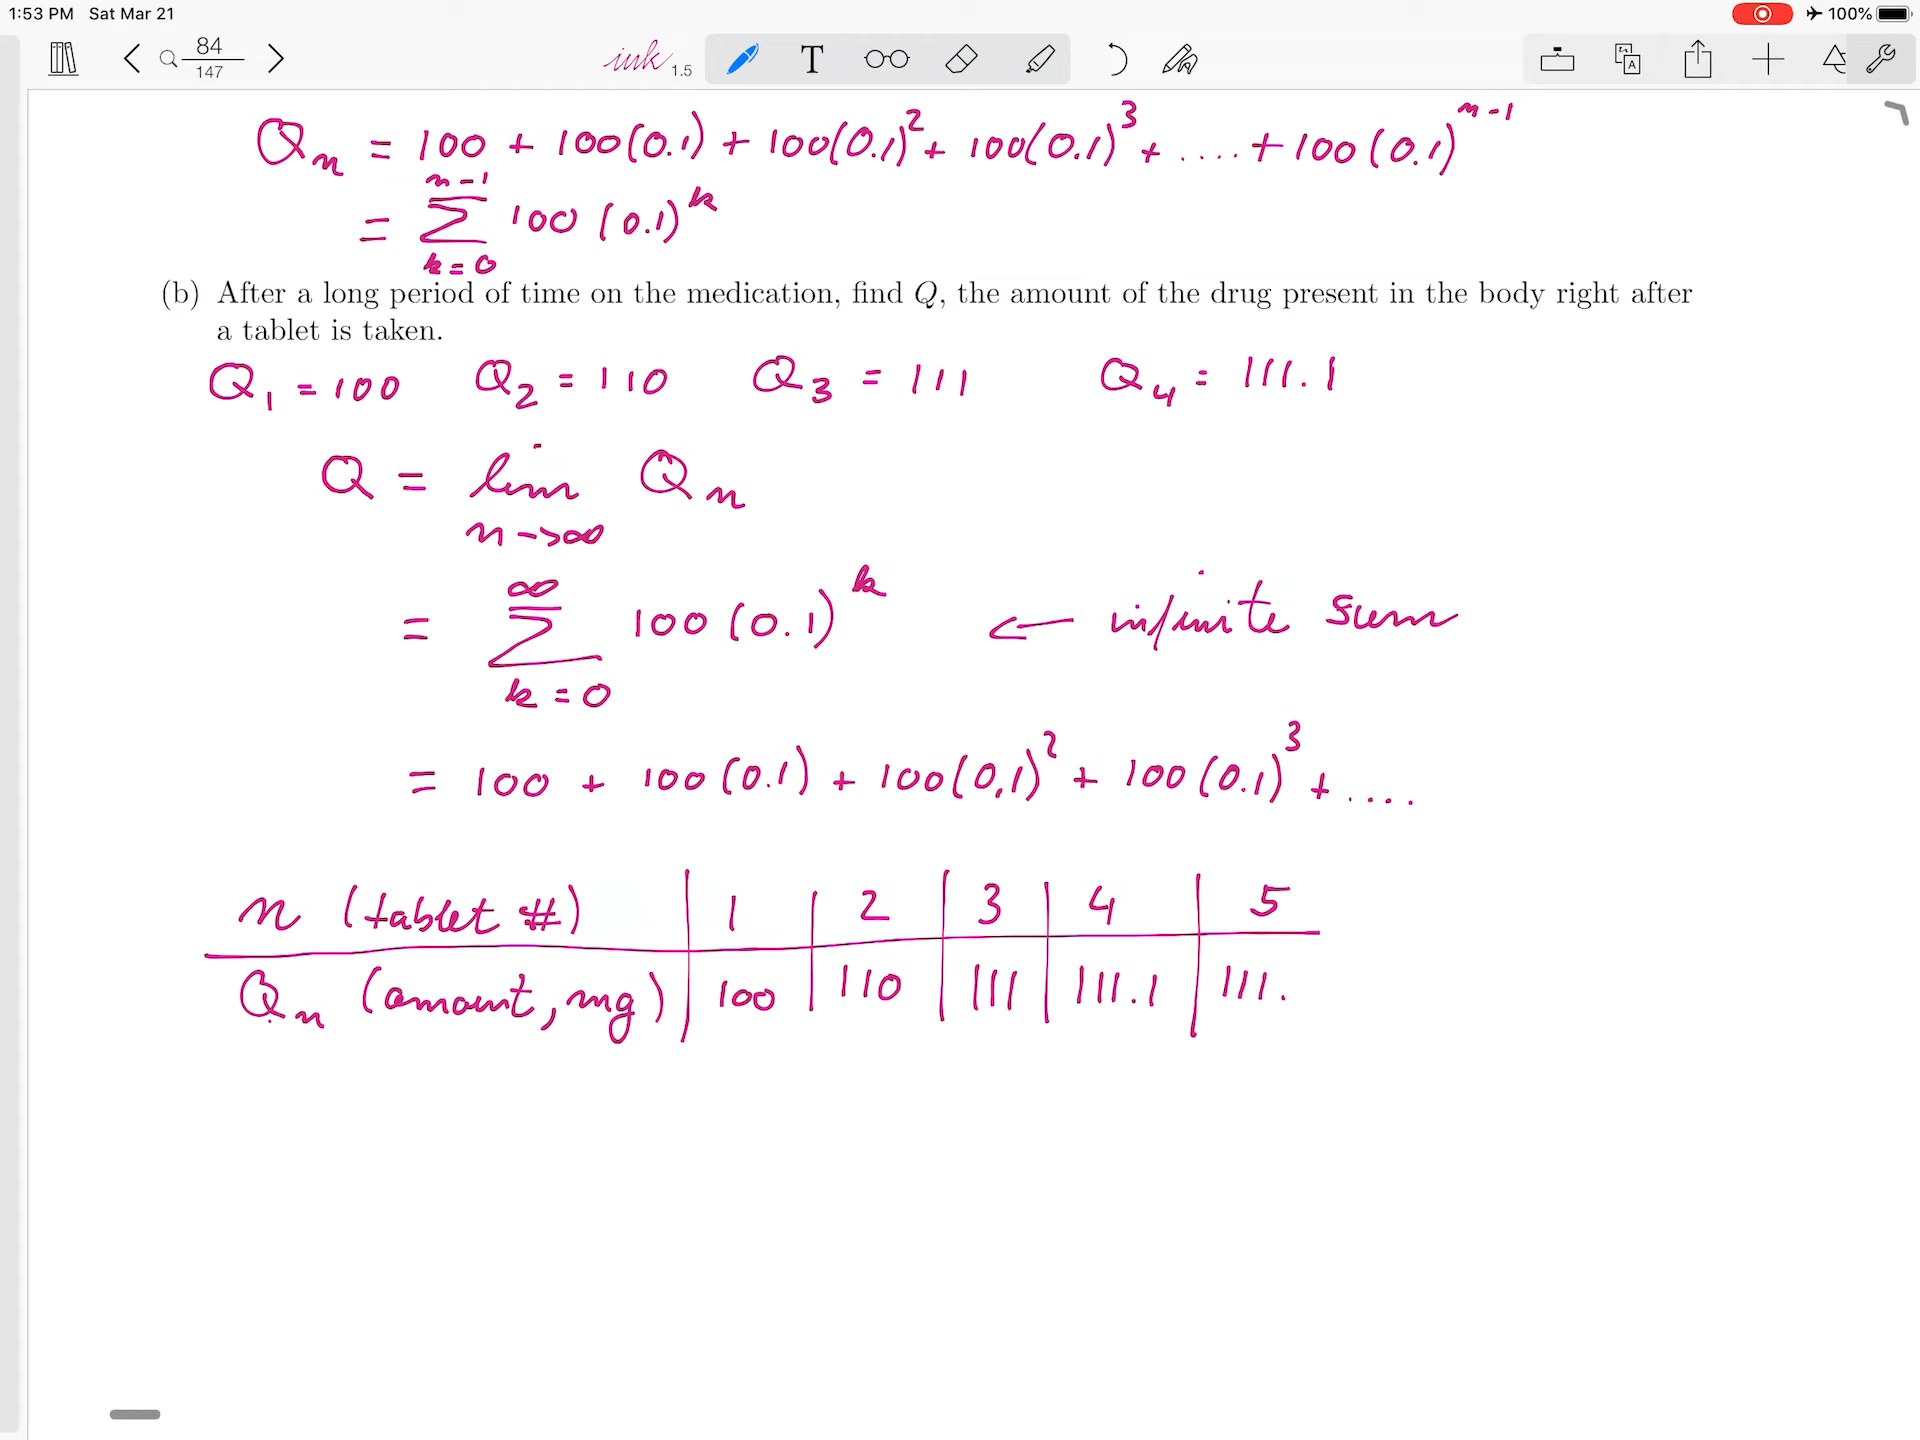 1:53 PM Sat Mar 21 100%
84
147
ink 1.5 T A
Qn = 100 + 100(0.1) + 100(0.1)^2 + 100(0.1)^3 + .... + 100(0.1)^n-1
= n-1 Σ k=0 100(0.1)^k
(b) After a long period of time on the medication, find Q, the amount of the drug present in the body right after
a tablet is taken.
Q1 = 100 Q2 = 110 Q3 = 111 Q4 = 111.1
Q = lim Qn
n->∞
= ∞ Σ k=0 100(0.1)^k ← infinite sum
= 100 + 100(0.1) + 100(0.1)^2 + 100(0.1)^3 + ....
n (tablet #) | 1 | 2 | 3 | 4 | 5
Qn (amount, mg) | 100 | 110 | 111 | 111.1 | 111.